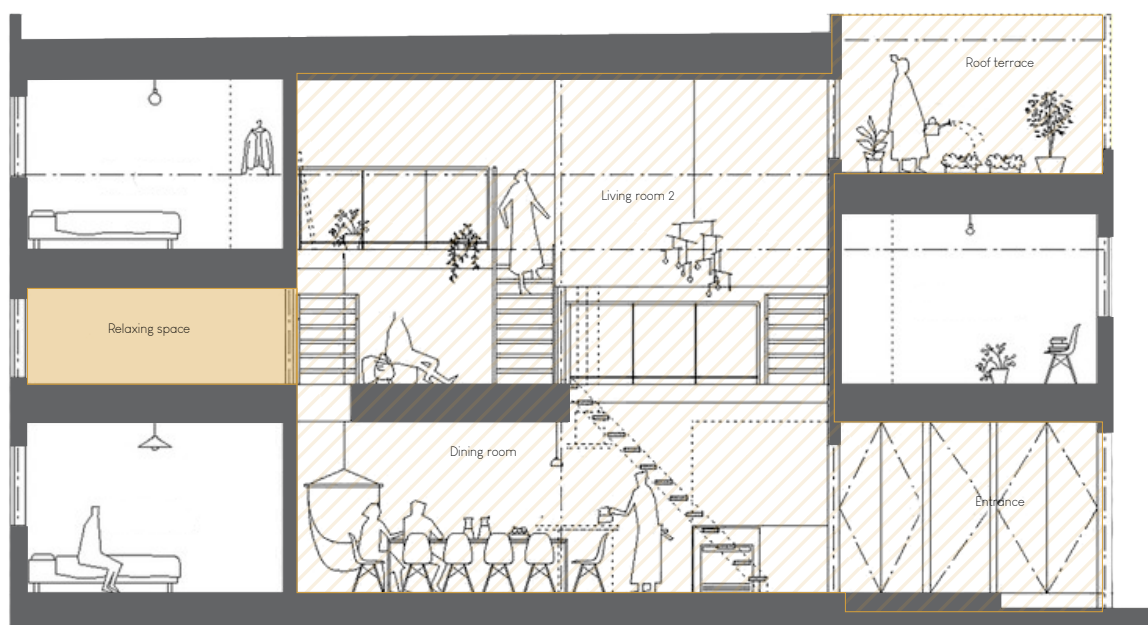 Roof terrace
Living room 2
Relaxing space
Dining room
Entrance